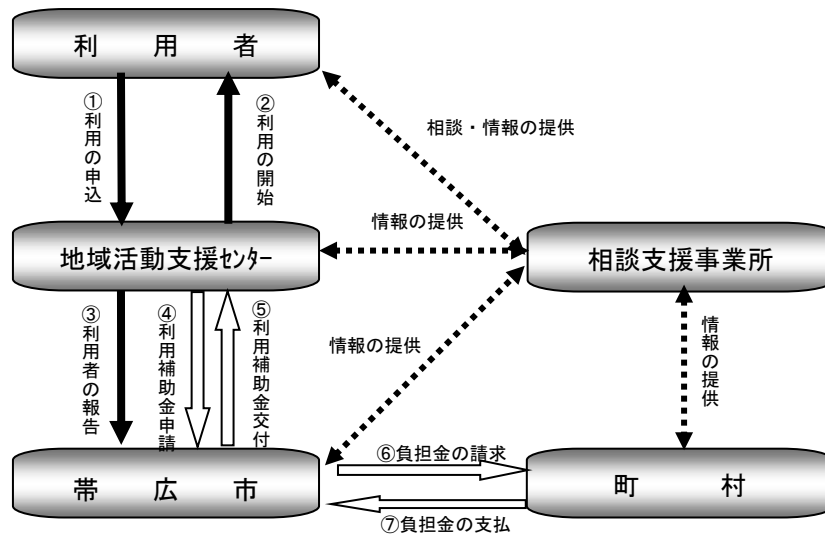 利用者
①利用の申込
②利用の開始
相談・情報の提供
情報の提供
地域活動支援センター
相談支援事業所
③利用者の報告
④利用補助金申請
⑤利用補助金交付
情報の提供
情報の提供
帯広市
⑥負担金の請求
町村
⑦負担金の支払